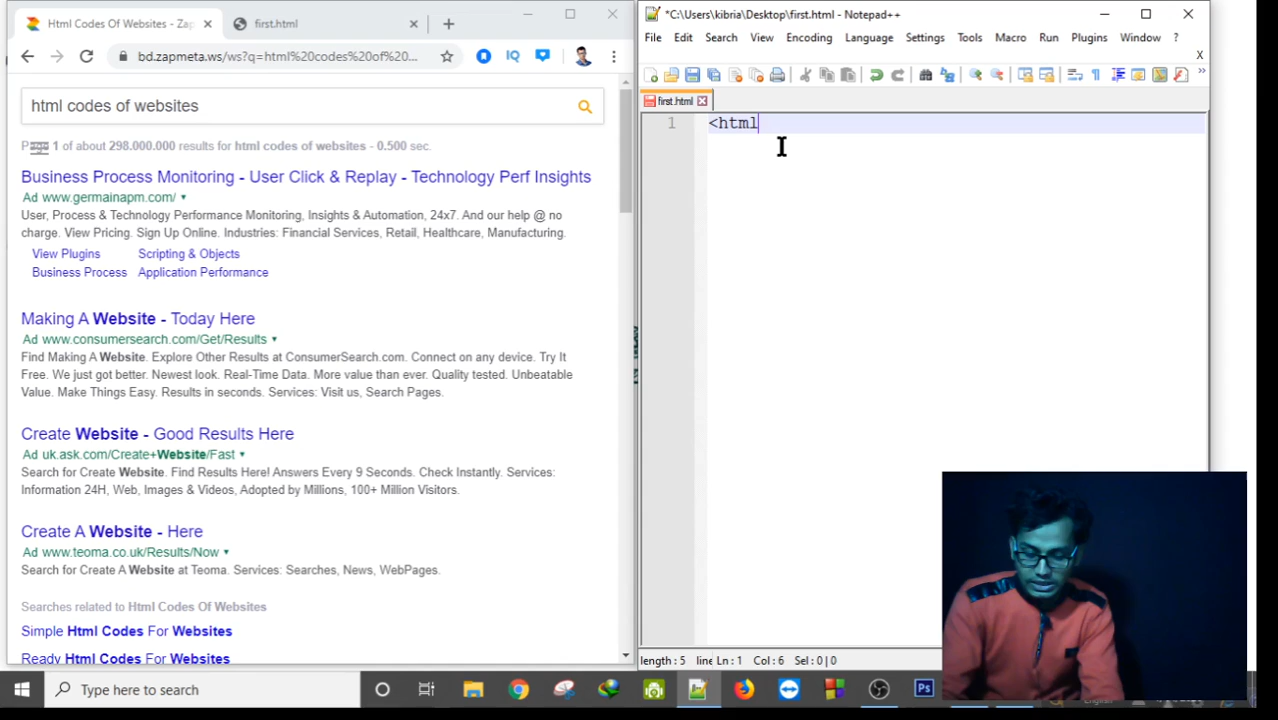 Html Codes Of Websites - Zap
first.html
bd.zapmeta.ws/ws?q=html%20codes%20of%20...
IQ
html codes of websites
Page 1 of about 298.000.000 results for html codes of websites - 0.500 sec.
Business Process Monitoring - User Click & Replay - Technology Perf Insights
Ad www.germainapm.com/
User, Process & Technology Performance Monitoring, Insights & Automation, 24x7. And our help @ no
charge. View Pricing. Sign Up Online. Industries: Financial Services, Retail, Healthcare, Manufacturing.
View Plugins Scripting & Objects
Business Process Application Performance
Making A Website - Today Here
Ad www.consumersearch.com/Get/Results
Find Making A Website. Explore Other Results at ConsumerSearch.com. Connect on any device. Try It
Free. We just got better. Newest look. Real-Time Data. More value than ever. Quality tested. Unbeatable
Value. Make Things Easy. Results in seconds. Services: Visit us, Search Pages.
Create Website - Good Results Here
Ad uk.ask.com/Create+Website/Fast
Search for Create Website. Find Results Here! Answers Every 9 Seconds. Check Instantly. Services:
Information 24H, Web, Images & Videos, Adopted by Millions, 100+ Million Visitors.
Create A Website - Here
Ad www.teoma.co.uk/Results/Now
Search for Create A Website at Teoma. Services: Searches, News, WebPages.
Searches related to Html Codes Of Websites
Simple Html Codes For Websites
Ready Html Codes For Websites
*C:\Users\kibria\Desktop\first.html - Notepad++
File Edit Search View Encoding Language Settings Tools Macro Run Plugins Window ?
X
first.html
1 <html
length : 5 line Ln : 1 Col : 6 Sel : 0 | 0
Type here to search
Ps
English